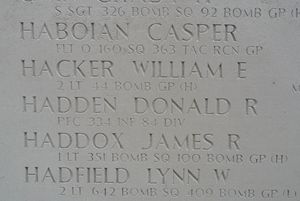 S SGT 326 BOMB SQ 92 BOMB GP (H)
HABOIAN CASPER
FLT O 160 SQ 363 TAC RCN GP
HACKER WILLIAM E
2 LT 44 BOMB GP (H)
HADDEN DONALD R
PFC 334 INF 84 DIV
HADDOX JAMES R
1 LT 351 BOMB SQ 100 BOMB GP (H)
HADFIELD LYNN W
2 LT 642 BOMB SQ 409 BOMB GP (L)